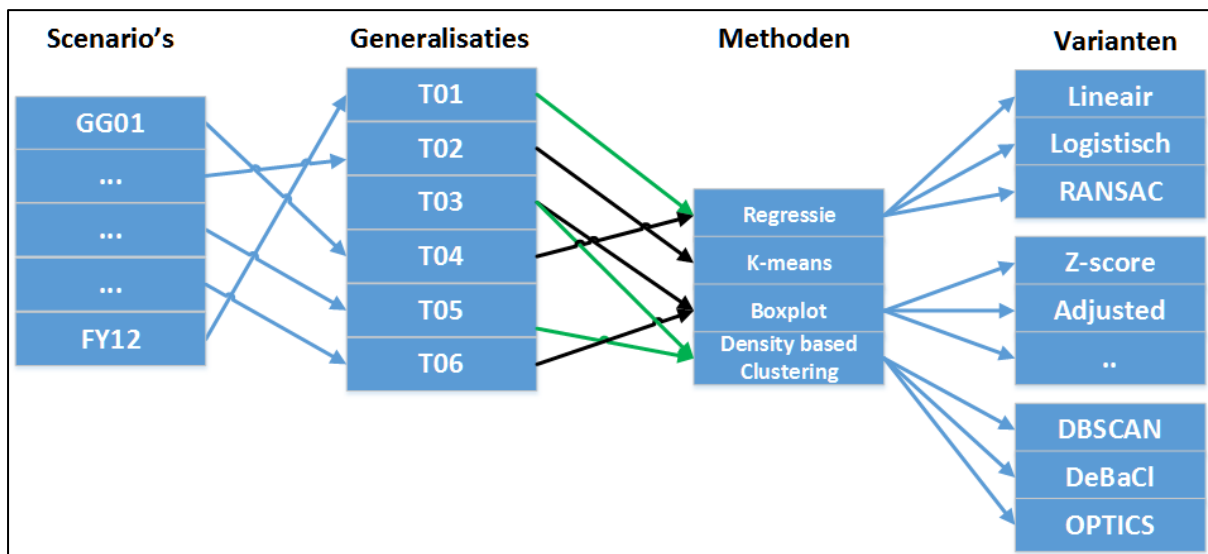 Scenario's
Generalisaties
Methoden
Varianten
GG01
...
...
...
FY12
T01
T02
T03
T04
T05
T06
Regressie
K-means
Boxplot
Density based
Clustering
Lineair
Logistisch
RANSAC
Z-score
Adjusted
..
DBSCAN
DeBaCl
OPTICS